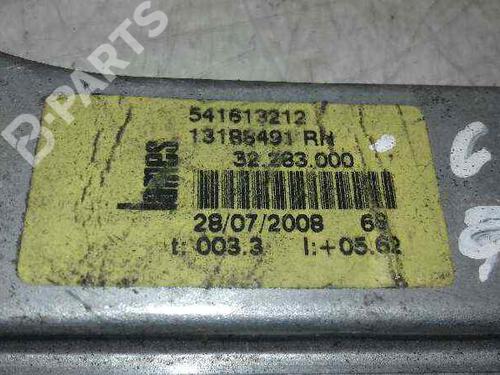 B-PARTS
541613212
13186491 RH
32.283.000
28/07/2008 68
t: 003.3 l:+05.62